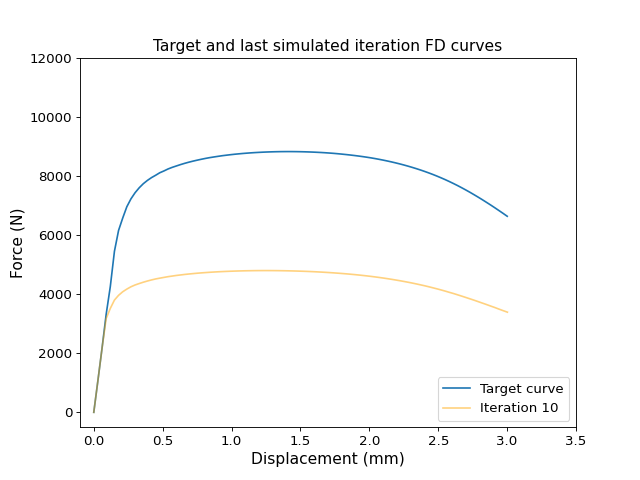 Target and last simulated iteration FD curves
12000
10000
8000
6000
4000
2000
0
Force (N)
0.0 0.5 1.0 1.5 2.0 2.5 3.0 3.5
Displacement (mm)
Target curve
Iteration 10